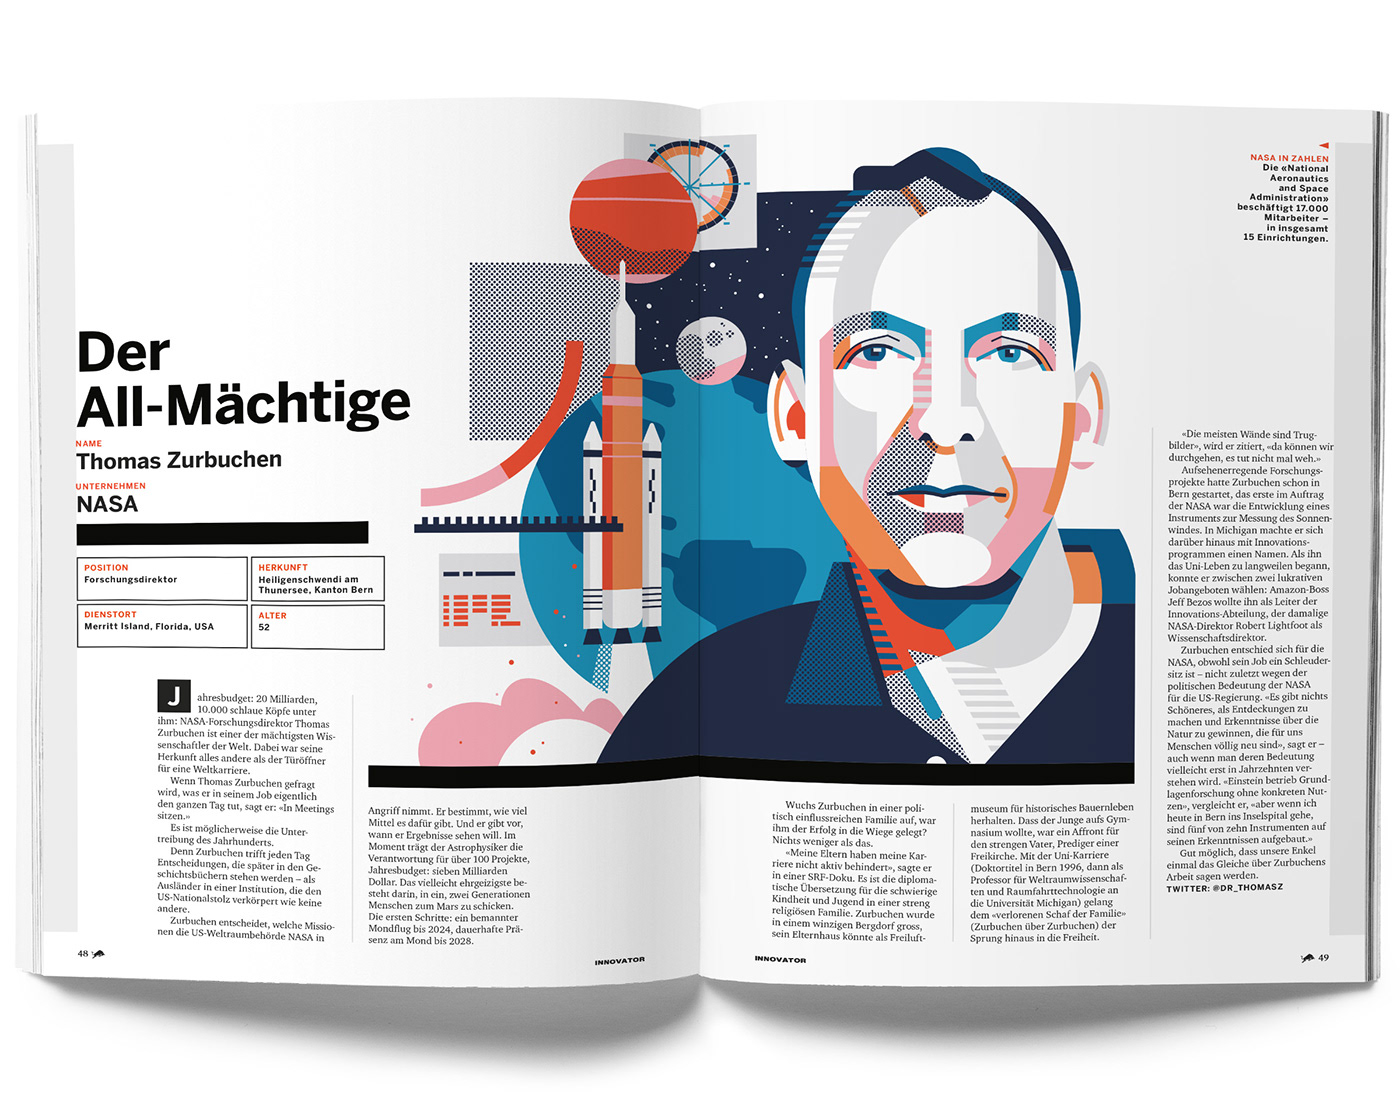 Der
All-Mächtige
NAME
Thomas Zurbuchen
UNTERNEHMEN
NASA
POSITION
Forschungsdirektor
HERKUNFT
Heiligenschwendi am
Thunersee, Kanton Bern
DIENSTORT
Merritt Island, Florida, USA
ALTER
52
J
ahresbudget: 20 Milliarden,
10.000 schlaue Köpfe unter
ihm: NASA-Forschungsdirektor Thomas
Zurbuchen ist einer der mächtigsten Wis-
senschaftler der Welt. Dabei war seine
Herkunft alles andere als der Türöffner
für eine Weltkarriere.
Wenn Thomas Zurbuchen gefragt
wird, was er in seinem Job eigentlich
den ganzen Tag tut, sagt er: «In Meetings
sitzen.»
Es ist möglicherweise die Unter-
treibung des Jahrhunderts.
Denn Zurbuchen trifft jeden Tag
Entscheidungen, die später in den Ge-
schichtsbüchern stehen werden – als
Ausländer in einer Institution, die den
US-Nationalstolz verkörpert wie keine
andere.
Zurbuchen entscheidet, welche Missio-
nen die US-Weltraumbehörde NASA in
Angriff nimmt. Er bestimmt, wie viel
Mittel es dafür gibt. Und er gibt vor,
wann er Ergebnisse sehen will. Im
Moment trägt der Astrophysiker die
Verantwortung für über 100 Projekte,
Jahresbudget: sieben Milliarden
Dollar. Das vielleicht ehrgeizigste be-
steht darin, in ein, zwei Generationen
Menschen zum Mars zu schicken.
Die ersten Schritte: ein bemannter
Mondflug bis 2024, dauerhafte Prä-
senz am Mond bis 2028.
48
INNOVATOR
NASA IN ZAHLEN
Die «National
Aeronautics
and Space
Administration»
beschäftigt 17.000
Mitarbeiter –
in insgesamt
15 Einrichtungen.
Wuchs Zurbuchen in einer poli-
tisch einflussreichen Familie auf, war
ihm der Erfolg in die Wiege gelegt?
Nichts weniger als das.
«Meine Eltern haben meine Kar-
riere nicht aktiv behindert», sagte er
in einer SRF-Doku. Es ist die diploma-
tische Übersetzung für die schwierige
Kindheit und Jugend in einer streng
religiösen Familie. Zurbuchen wurde
in einem winzigen Bergdorf gross,
sein Elternhaus könnte als Freiluft-
museum für historisches Bauernleben
herhalten. Dass der Junge aufs Gym-
nasium wollte, war ein Affront für
den strengen Vater, Prediger einer
Freikirche. Mit der Uni-Karriere
(Doktortitel in Bern 1996, dann als
Professor für Weltraumwissenschaf-
ten und Raumfahrttechnologie an
die Universität Michigan) gelang
dem «verlorenen Schaf der Familie»
(Zurbuchen über Zurbuchen) der
Sprung hinaus in die Freiheit.
«Die meisten Wände sind Trug-
bilder», wird er zitiert, «da können wir
durchgehen, es tut nicht mal weh.»
Aufsehenerregende Forschungs-
projekte hatte Zurbuchen schon in
Bern gestartet, das erste im Auftrag
der NASA war die Entwicklung eines
Instruments zur Messung des Sonnen-
windes. In Michigan machte er sich
darüber hinaus mit Innovations-
programmen einen Namen. Als ihn
das Uni-Leben zu langweilen begann,
konnte er zwischen zwei lukrativen
Jobangeboten wählen: Amazon-Boss
Jeff Bezos wollte ihn als Leiter der
Innovations-Abteilung, der damalige
NASA-Direktor Robert Lightfoot als
Wissenschaftsdirektor.
Zurbuchen entschied sich für die
NASA, obwohl sein Job ein Schleuder-
sitz ist – nicht zuletzt wegen der
politischen Bedeutung der NASA
für die US-Regierung. «Es gibt nichts
Schöneres, als Entdeckungen zu
machen und Erkenntnisse über die
Natur zu gewinnen, die für uns
Menschen völlig neu sind», sagt er –
auch wenn man deren Bedeutung
vielleicht erst in Jahrzehnten ver-
stehen wird. «Einstein betrieb Grund-
lagenforschung ohne konkreten Nut-
zen», vergleicht er, «aber wenn ich
heute in Bern ins Inselspital gehe,
sind fünf von zehn Instrumenten auf
seinen Erkenntnissen aufgebaut.»
Gut möglich, dass unsere Enkel
einmal das Gleiche über Zurbuchens
Arbeit sagen werden.
TWITTER: @DR_THOMASZ
INNOVATOR
49